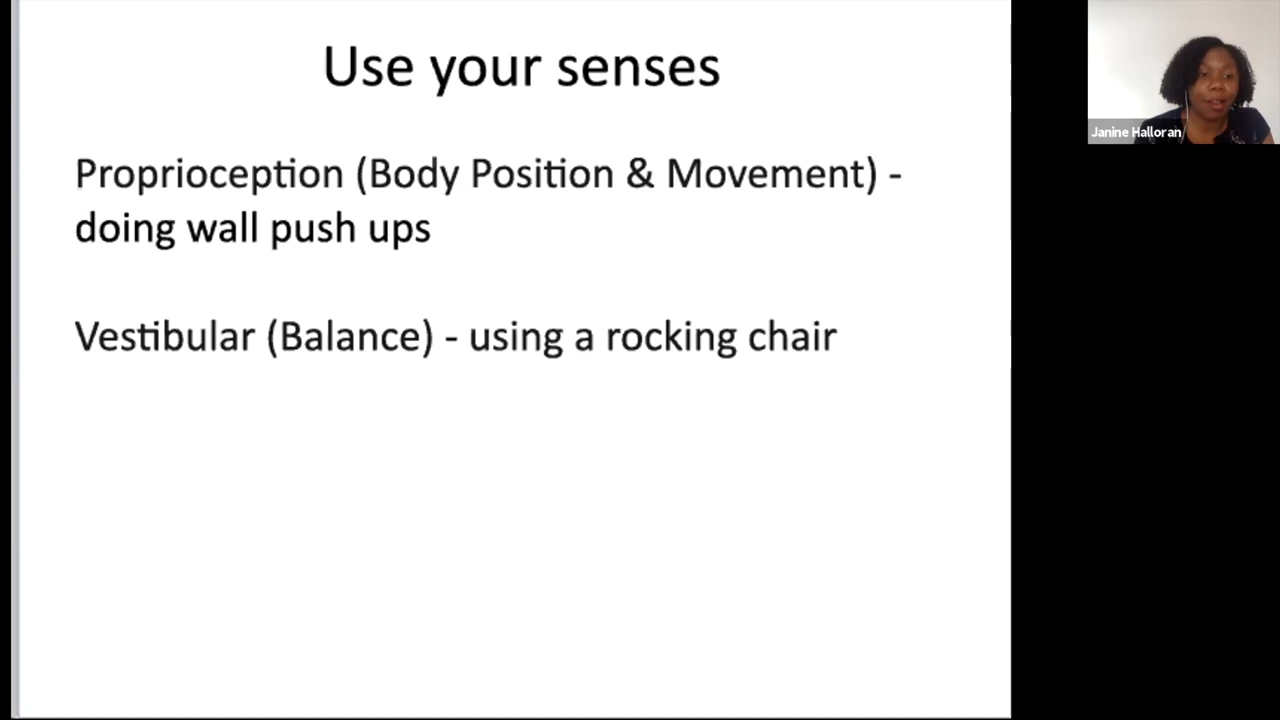 Use your senses
Proprioception (Body Position & Movement) -
doing wall push ups
Vestibular (Balance) - using a rocking chair
Janine Halloran